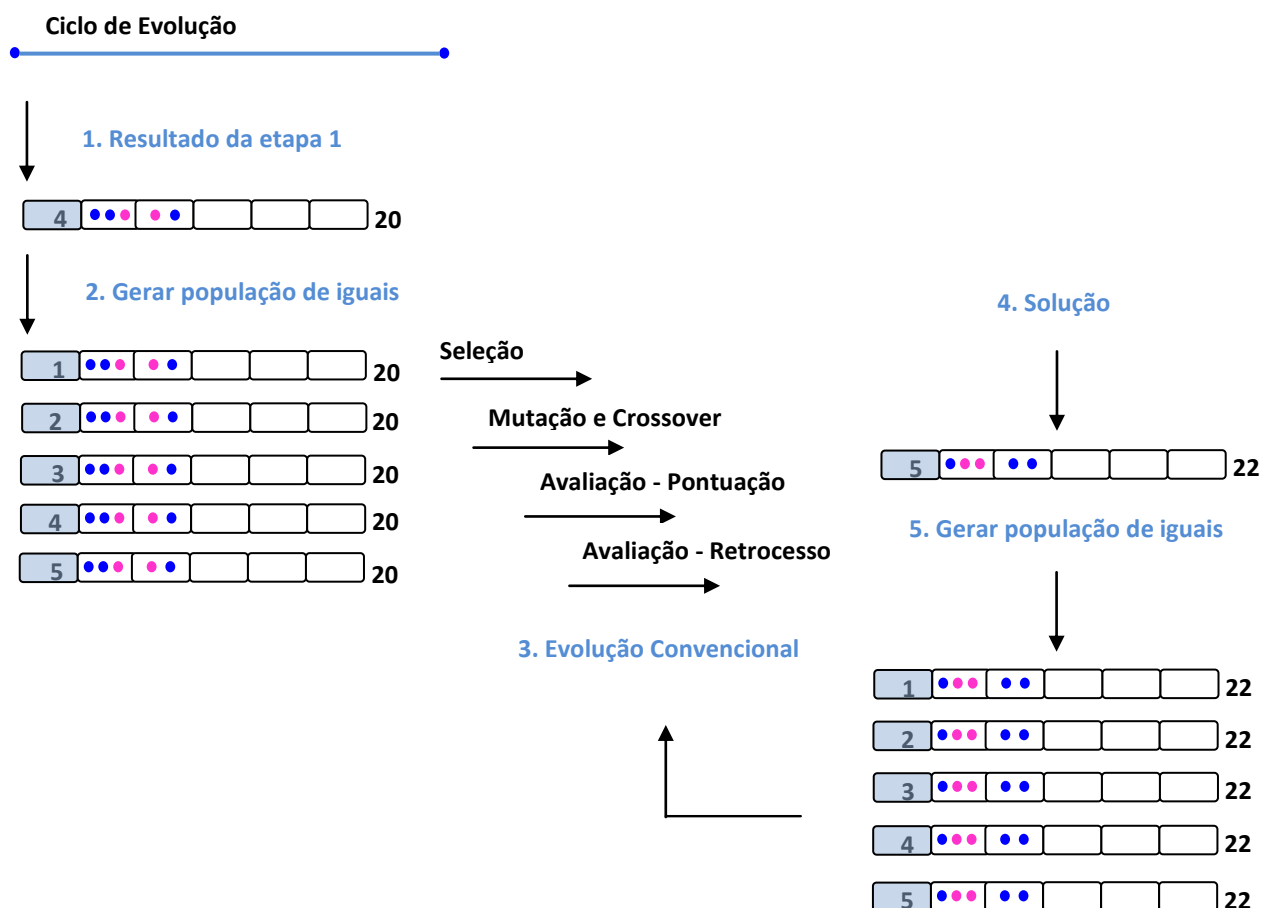 Ciclo de Evolução
1. Resultado da etapa 1
4 20
2. Gerar população de iguais
1 20
2 20
3 20
4 20
5 20
Seleção
Mutação e Crossover
Avaliação - Pontuação
Avaliação - Retrocesso
3. Evolução Convencional
4. Solução
5 22
5. Gerar população de iguais
1 22
2 22
3 22
4 22
5 22